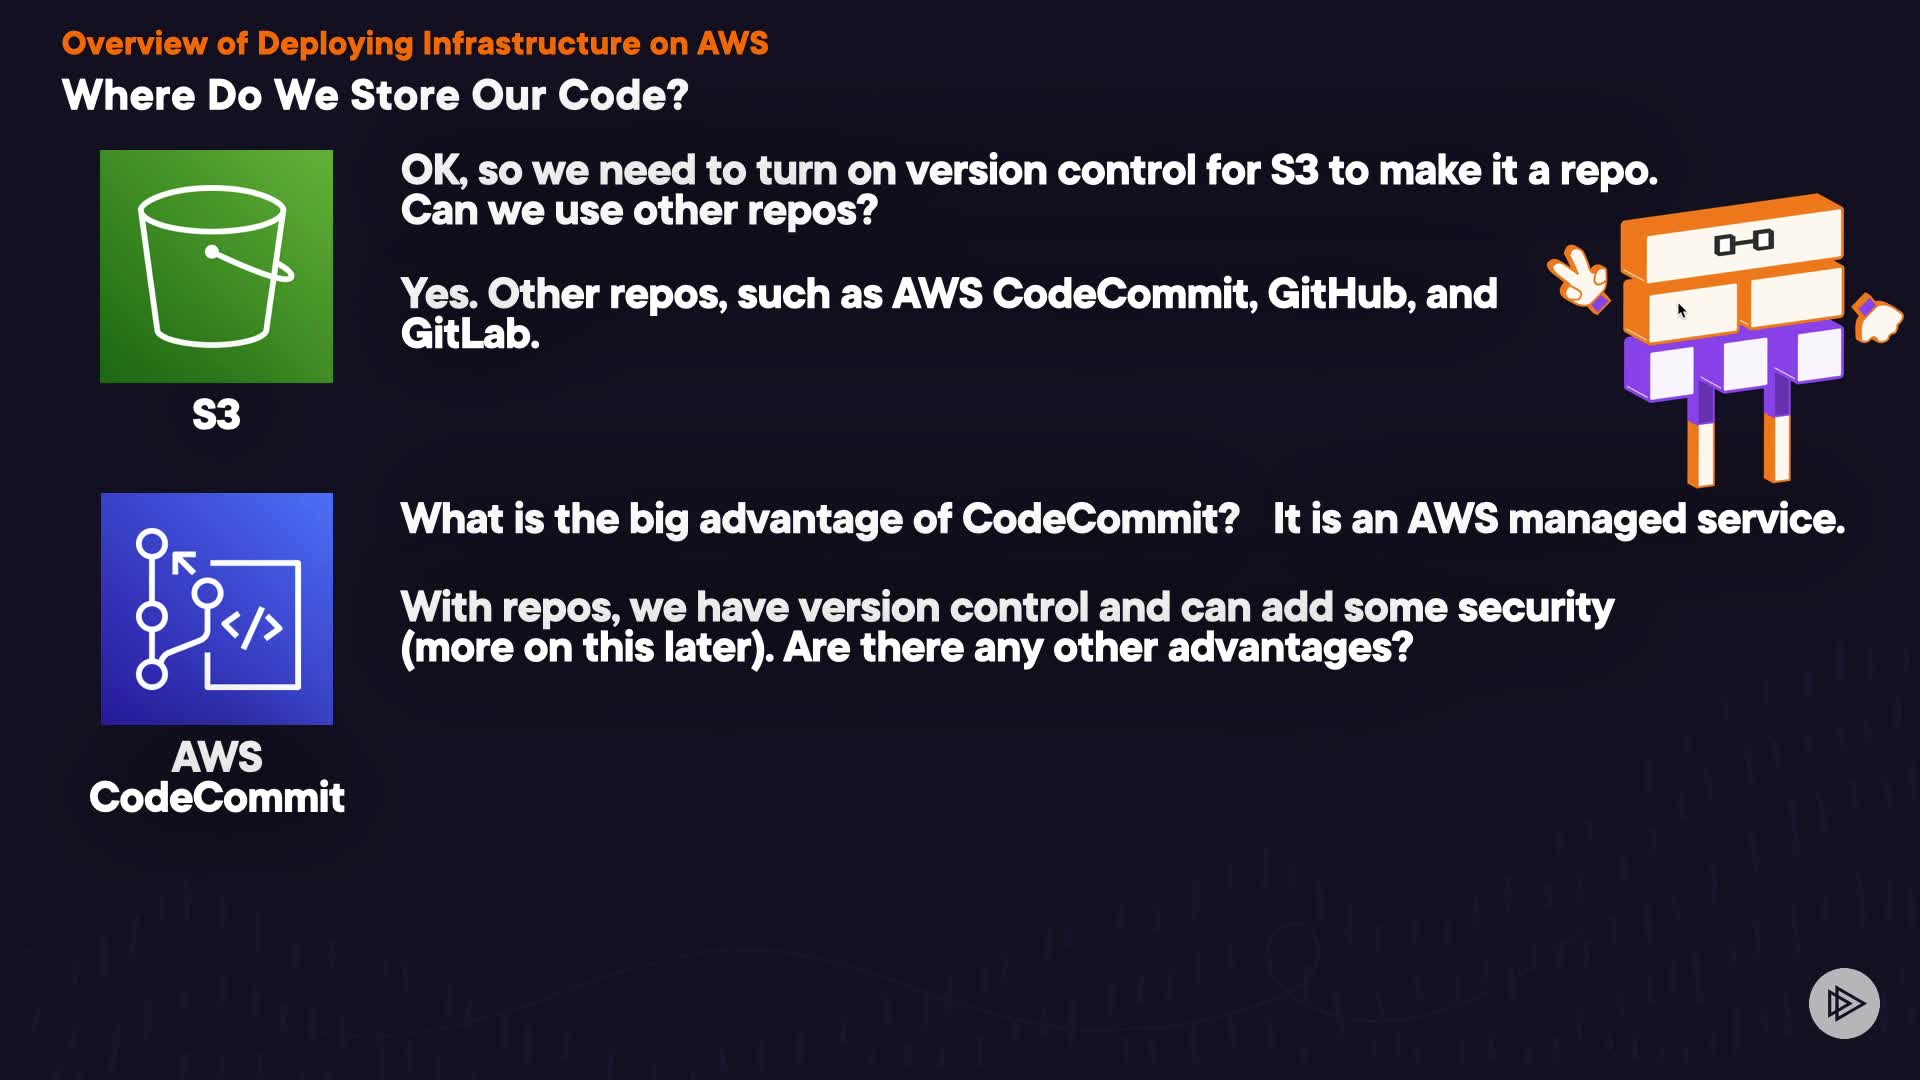 Overview of Deploying Infrastructure on AWS
Where Do We Store Our Code?
OK, so we need to turn on version control for S3 to make it a repo.
Can we use other repos?
Yes. Other repos, such as AWS CodeCommit, GitHub, and
GitLab.
S3
What is the big advantage of CodeCommit? It is an AWS managed service.
With repos, we have version control and can add some security
(more on this later). Are there any other advantages?
</>
AWS
CodeCommit